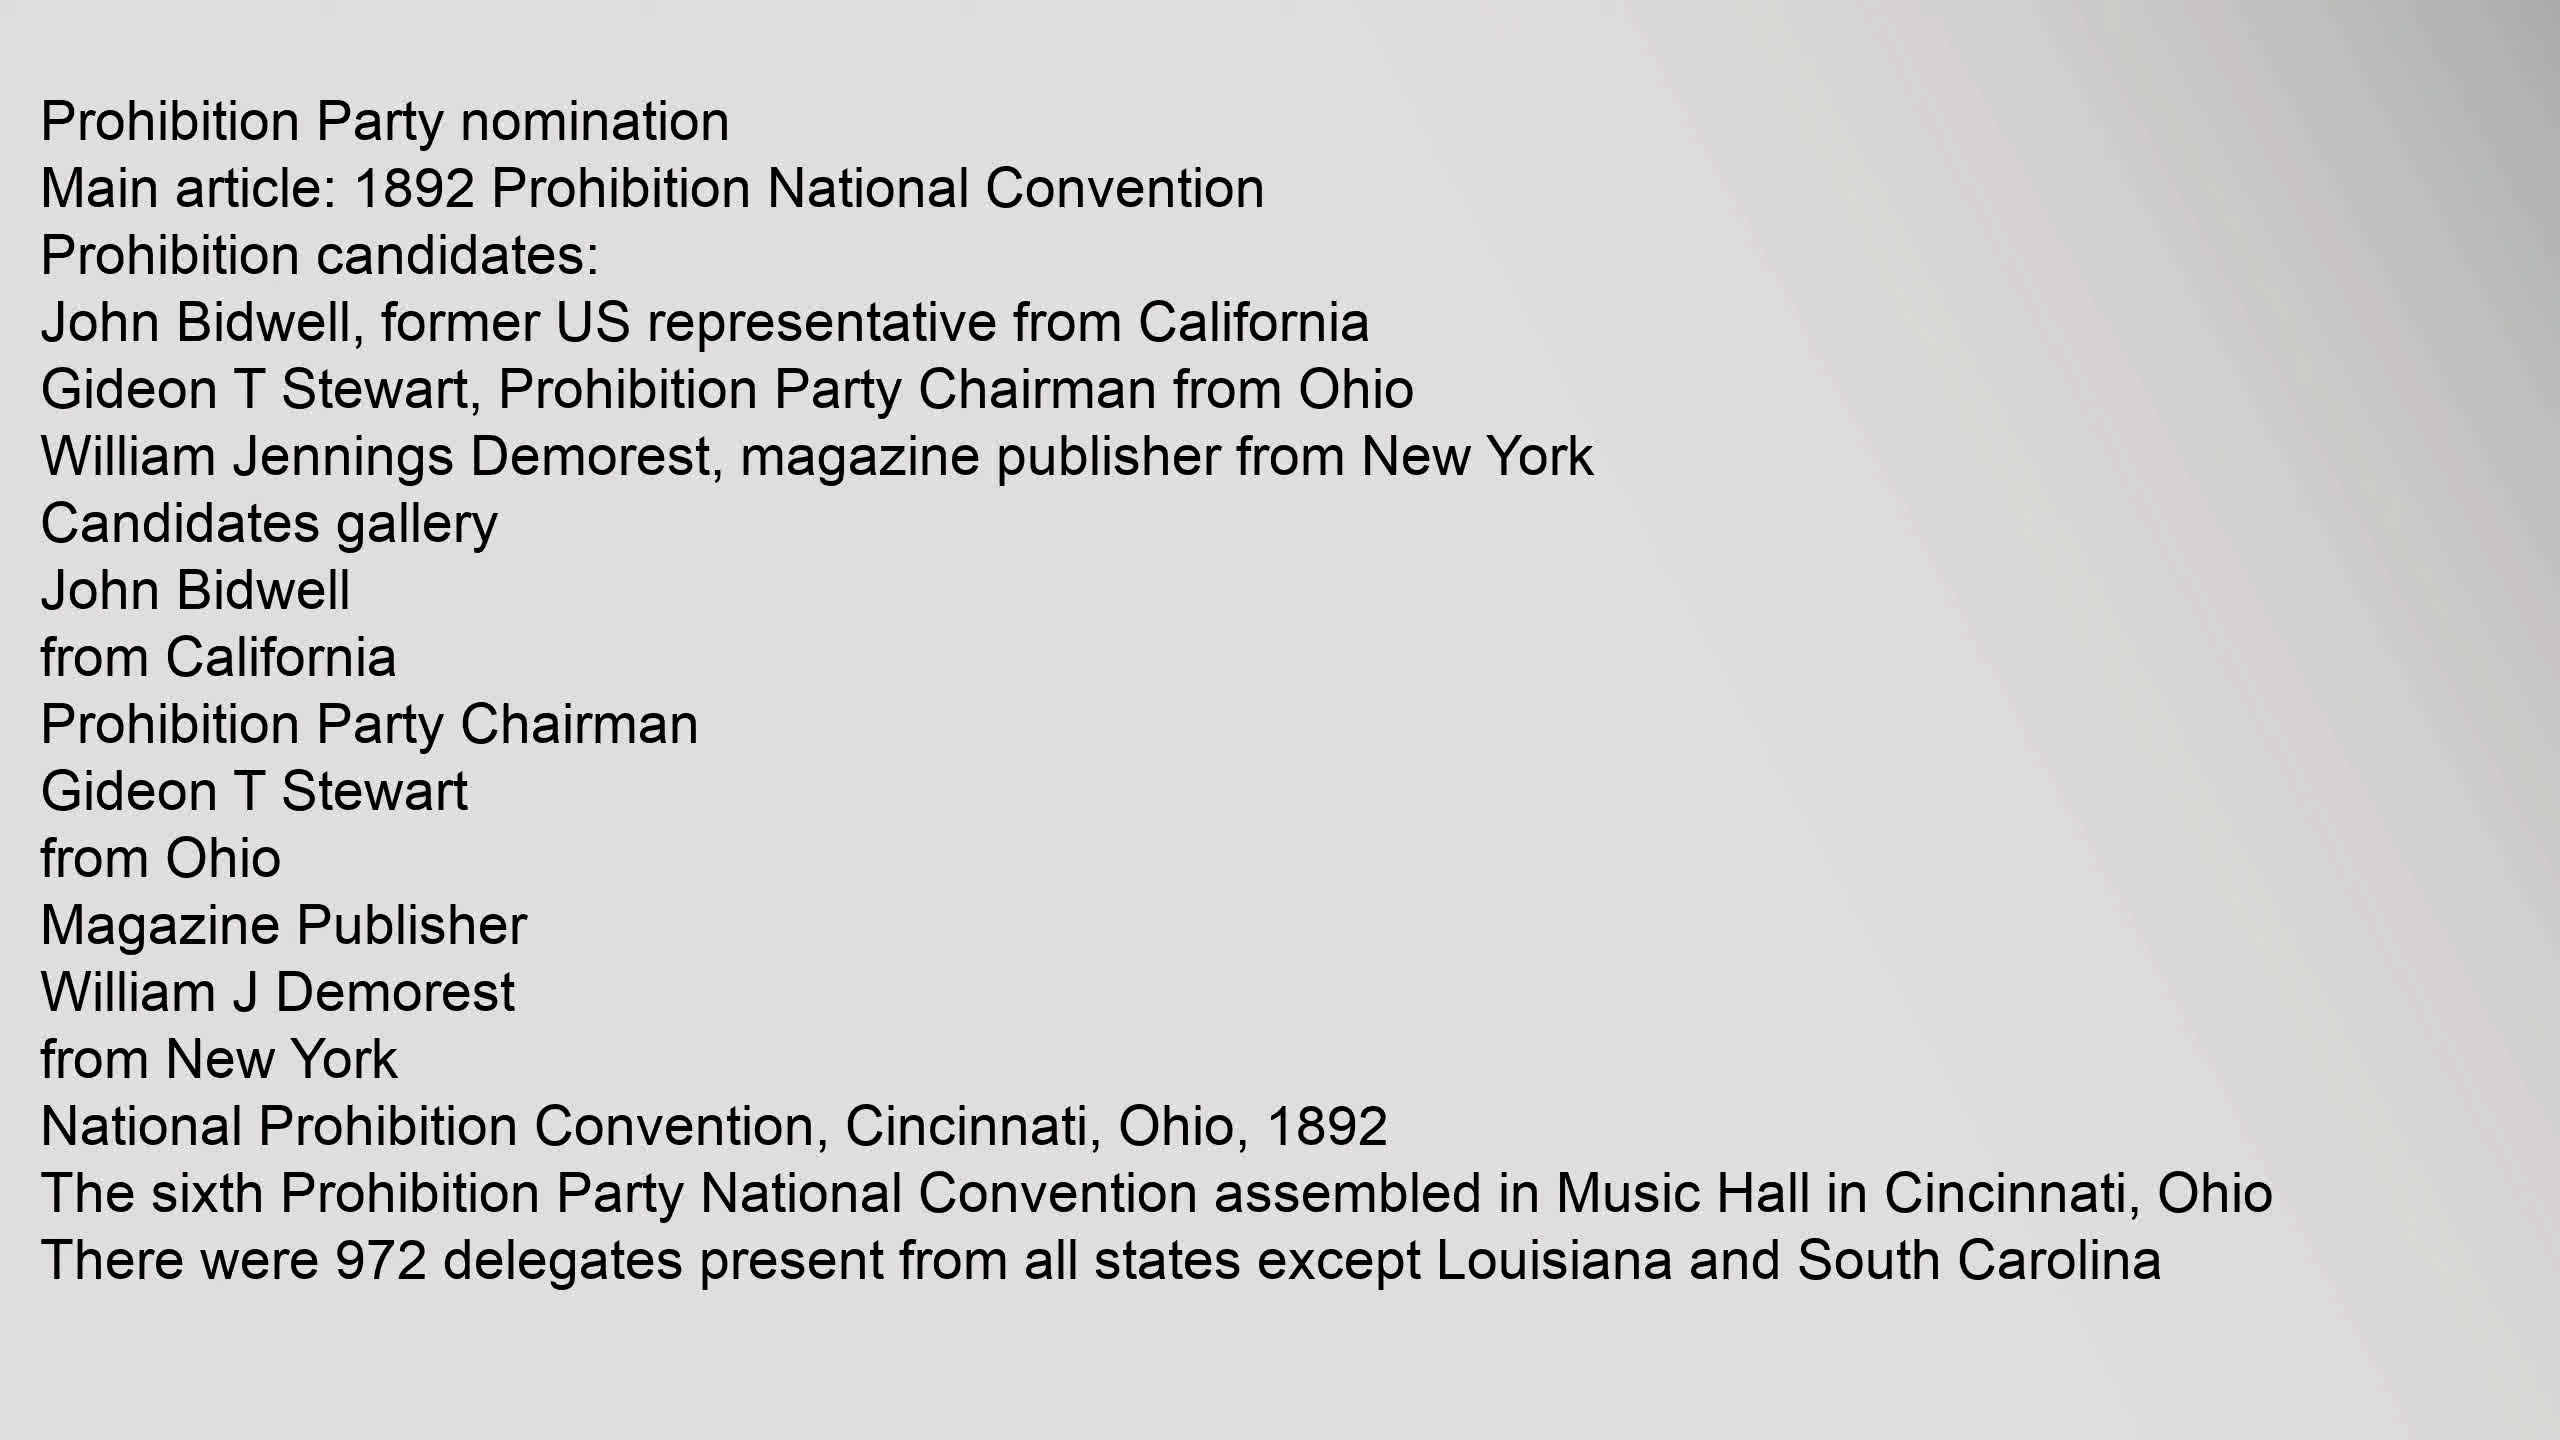 Prohibition Party nomination
Main article: 1892 Prohibition National Convention
Prohibition candidates:
John Bidwell, former US representative from California
Gideon T Stewart, Prohibition Party Chairman from Ohio
William Jennings Demorest, magazine publisher from New York
Candidates gallery
John Bidwell
from California
Prohibition Party Chairman
Gideon T Stewart
from Ohio
Magazine Publisher
William J Demorest
from New York
National Prohibition Convention, Cincinnati, Ohio, 1892
The sixth Prohibition Party National Convention assembled in Music Hall in Cincinnati, Ohio
There were 972 delegates present from all states except Louisiana and South Carolina